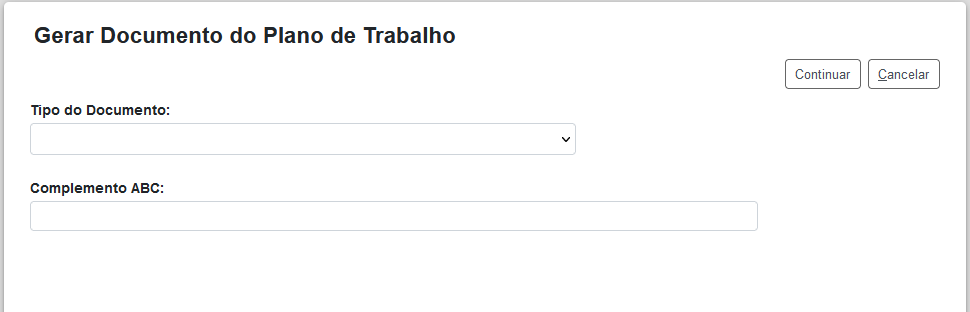 Gerar Documento do Plano de Trabalho
Continuar
Cancelar
Tipo do Documento:
Complemento ABC: